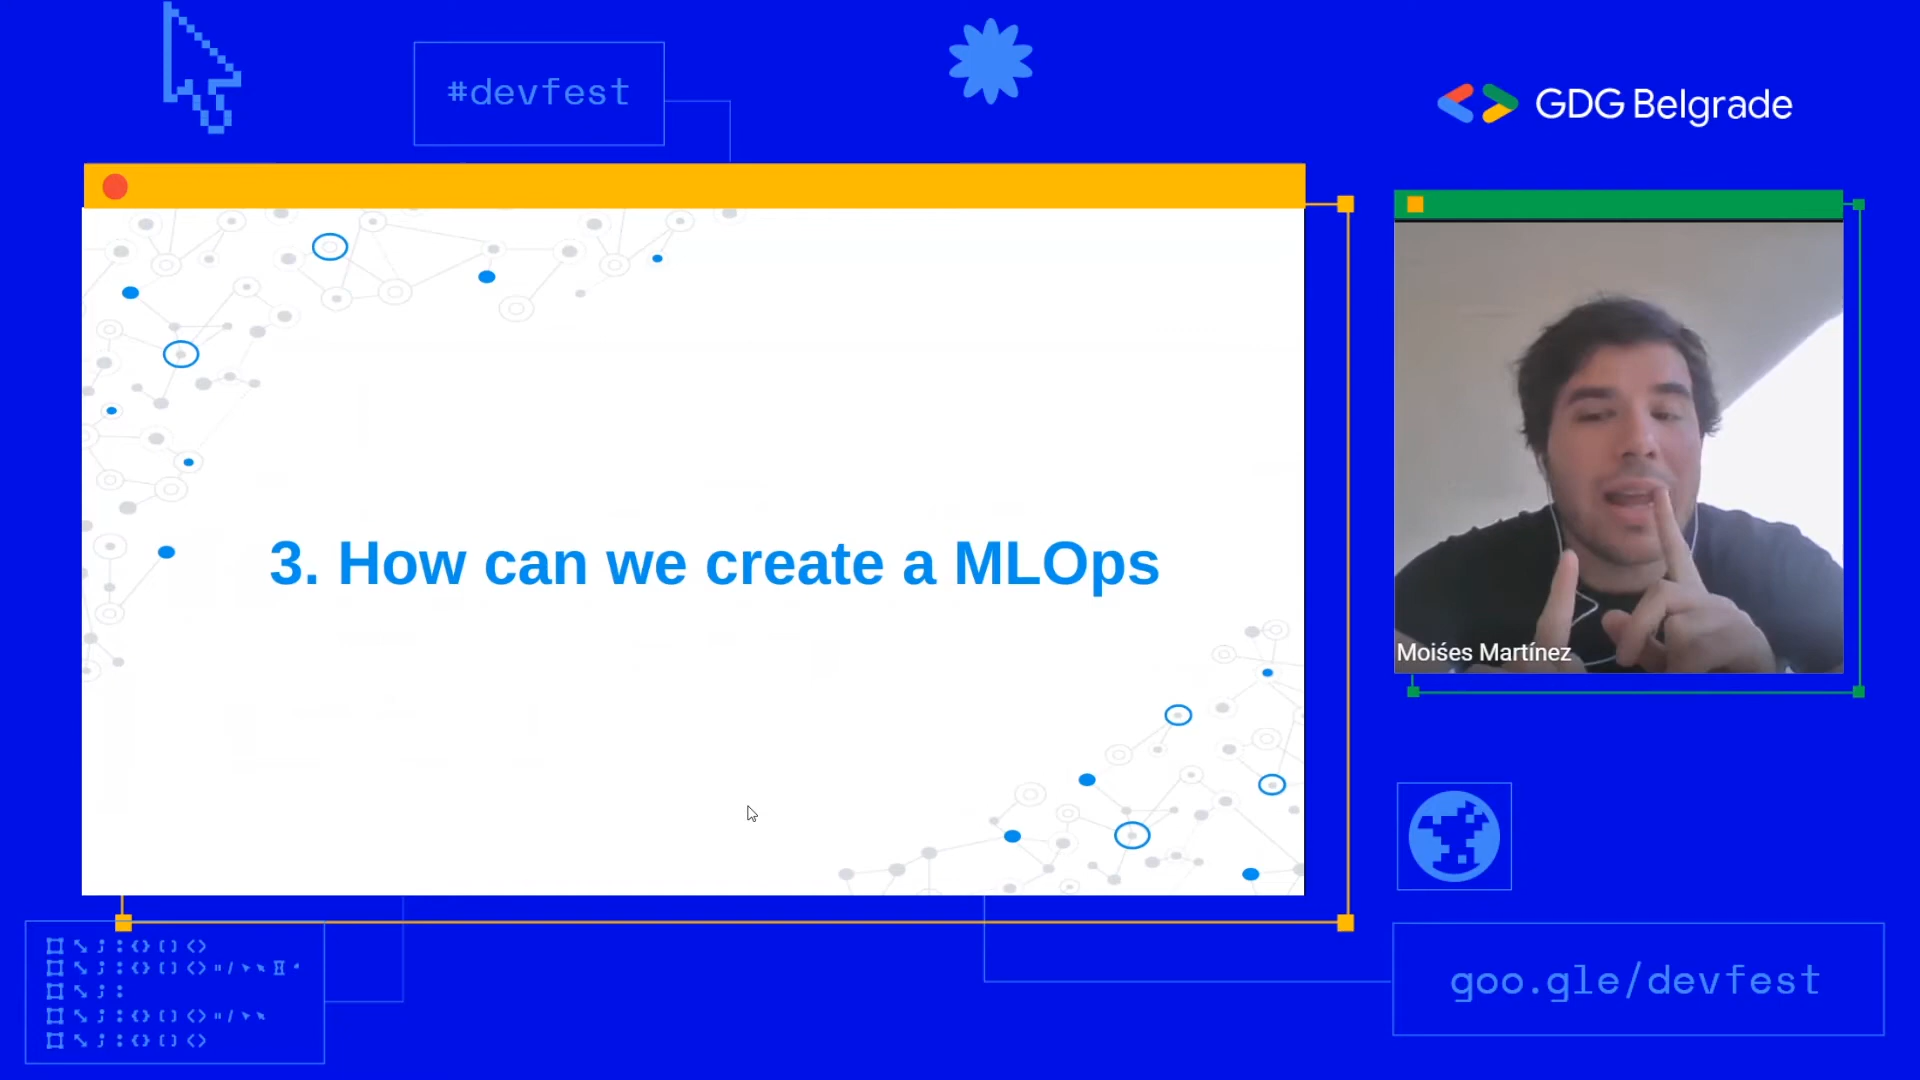 #devfest
GDG Belgrade
3. How can we create a MLOps
Moiśes Martínez
goo.gle/devfest